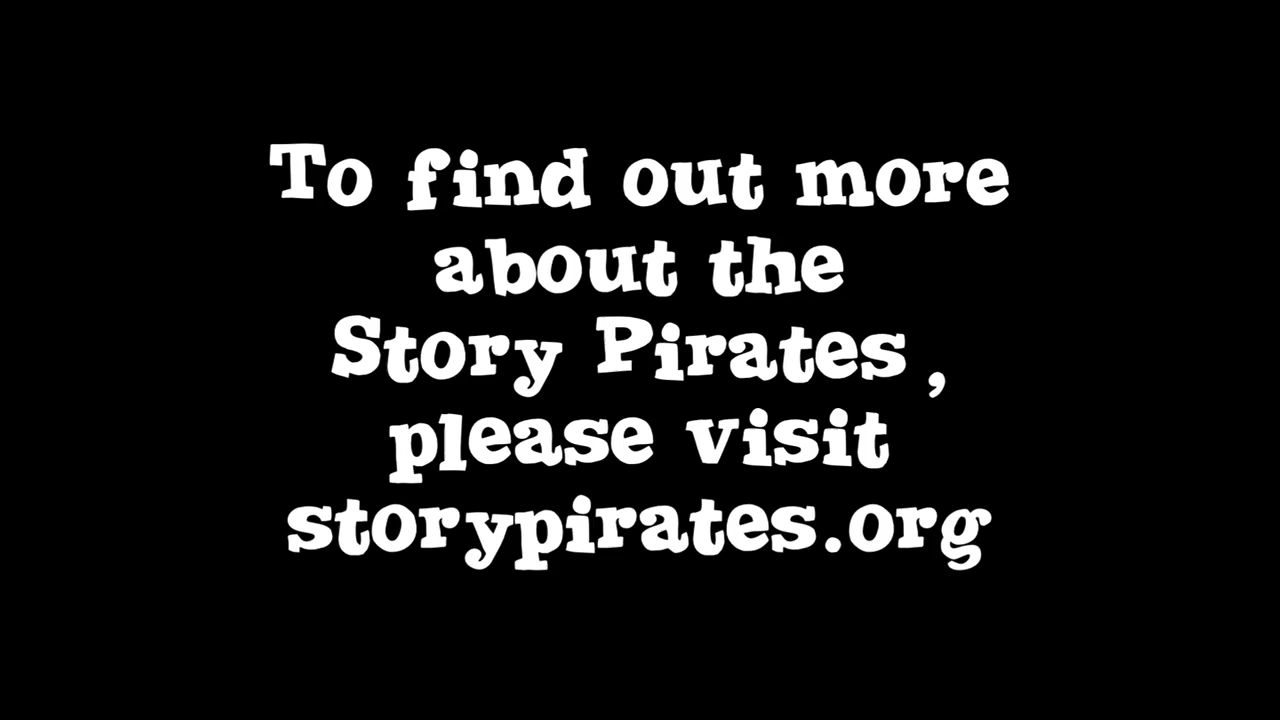 To find out more
about the
Story Pirates,
please visit
storypirates.org